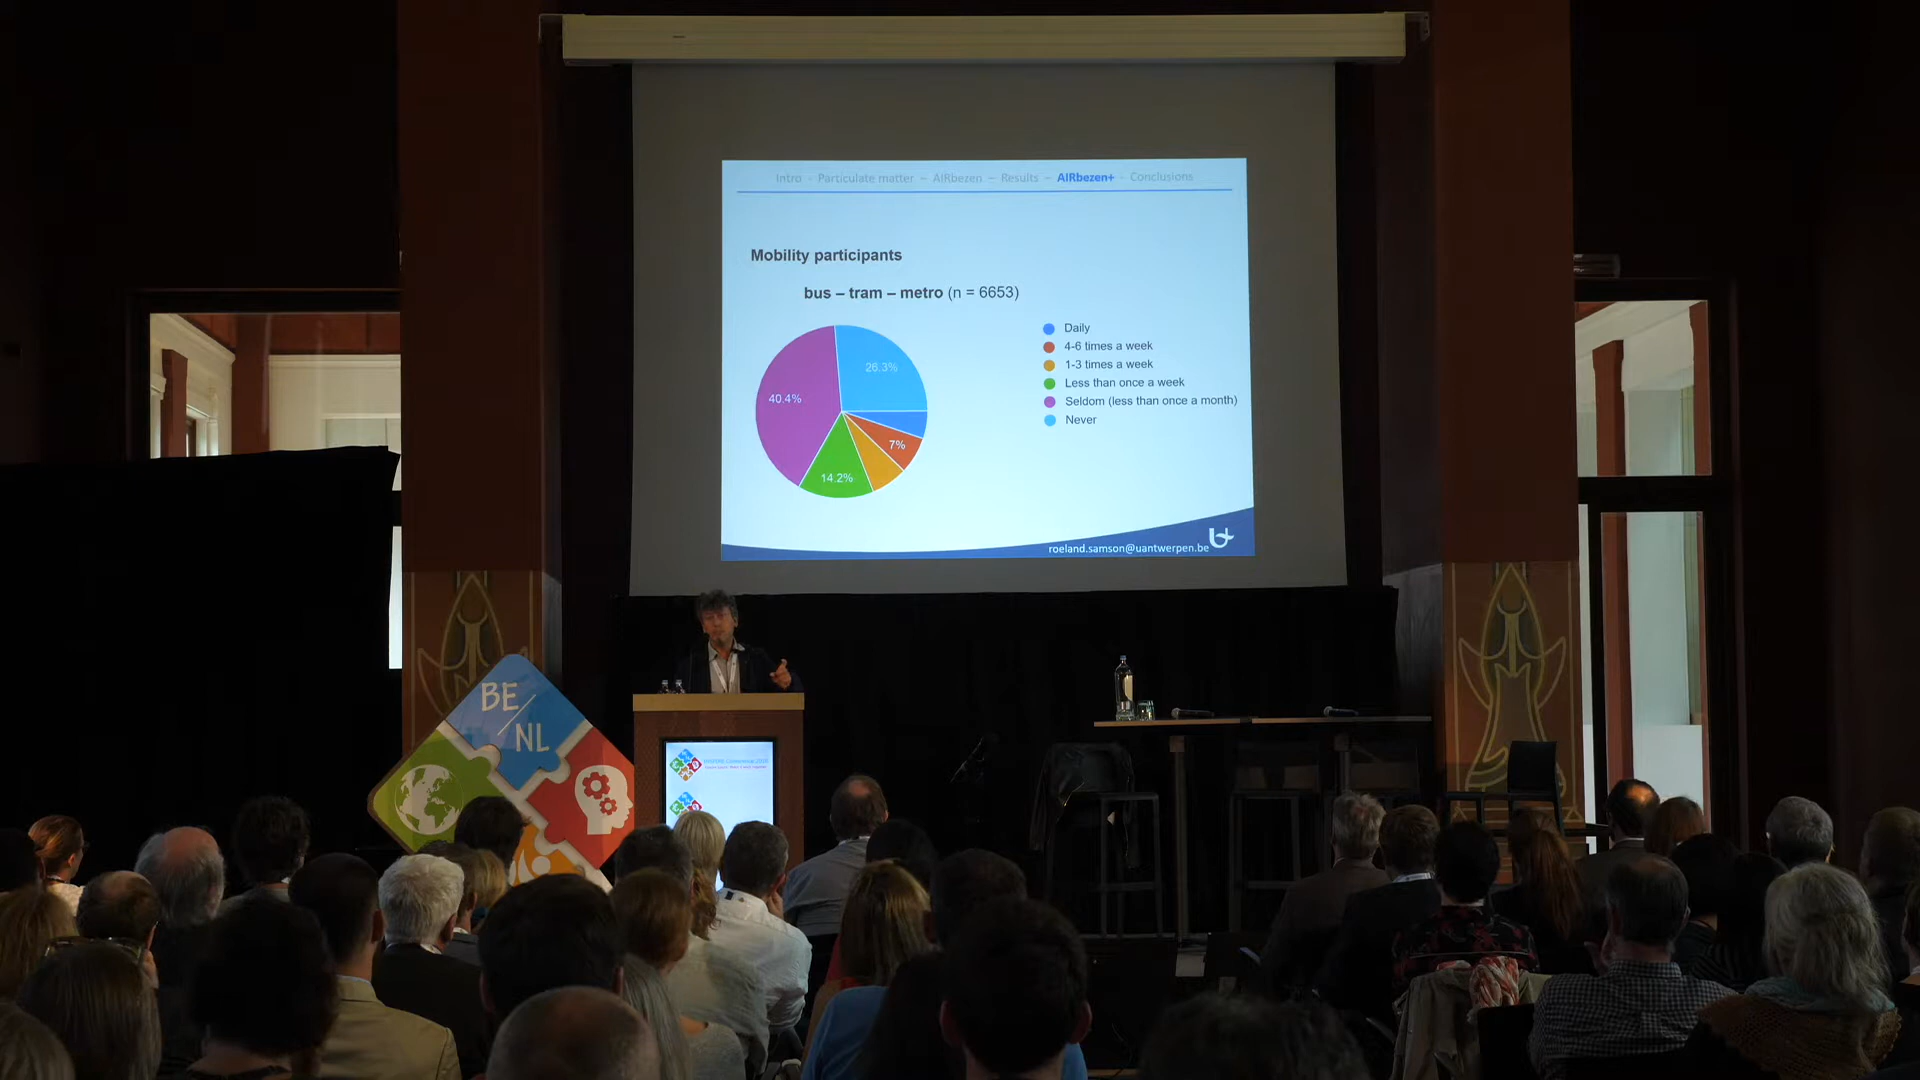 Intro - Particulate matter – AIRbezen – Results – AIRbezen+ - Conclusions
Mobility participants
bus – tram – metro (n = 6653)
26.3%
40.4%
7%
14.2%
Daily
4-6 times a week
1-3 times a week
Less than once a week
Seldom (less than once a month)
Never
roeland.samson@uantwerpen.be
BE/
NL